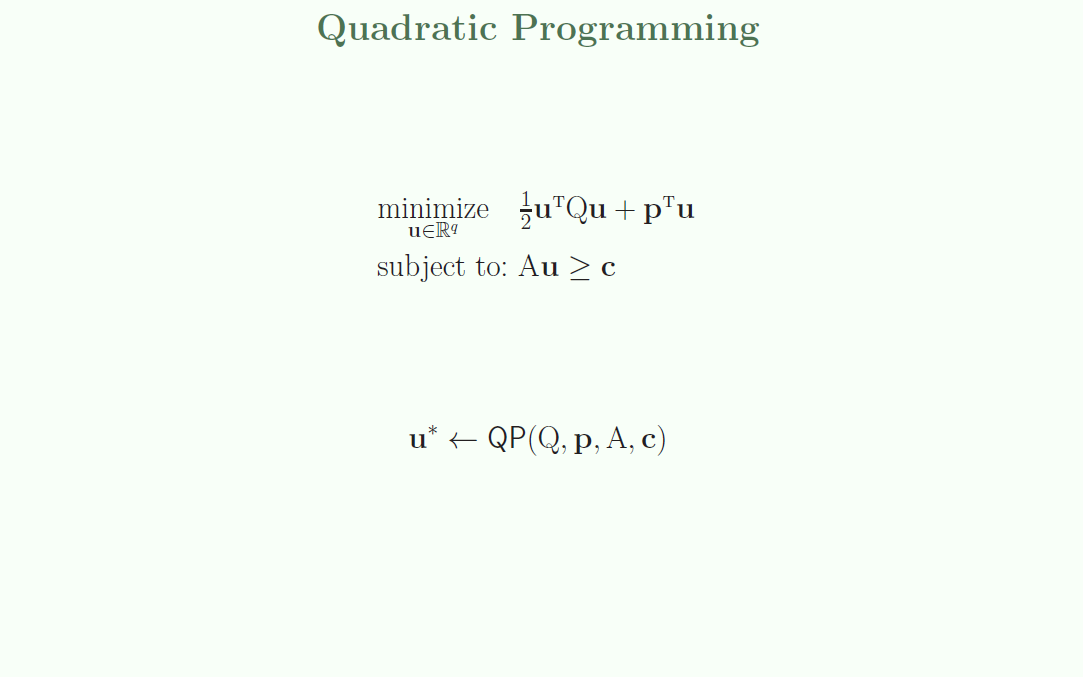 Quadratic Programming
minimize ½uᵀQu + pᵀu
u∈ℝ^q
subject to: Au ≥ c
u* ← QP(Q, p, A, c)